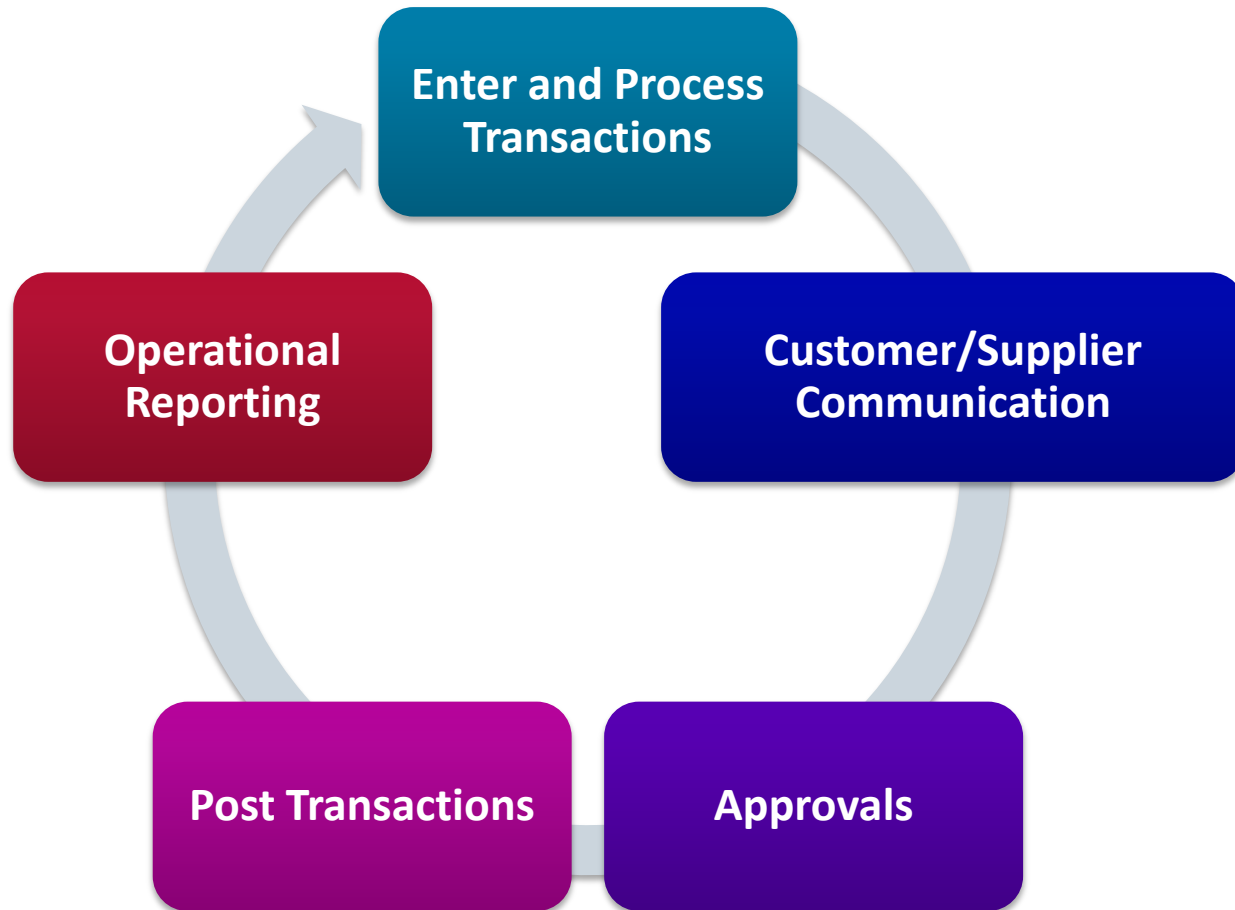 Enter and Process
Transactions
Customer/Supplier
Communication
Approvals
Post Transactions
Operational
Reporting